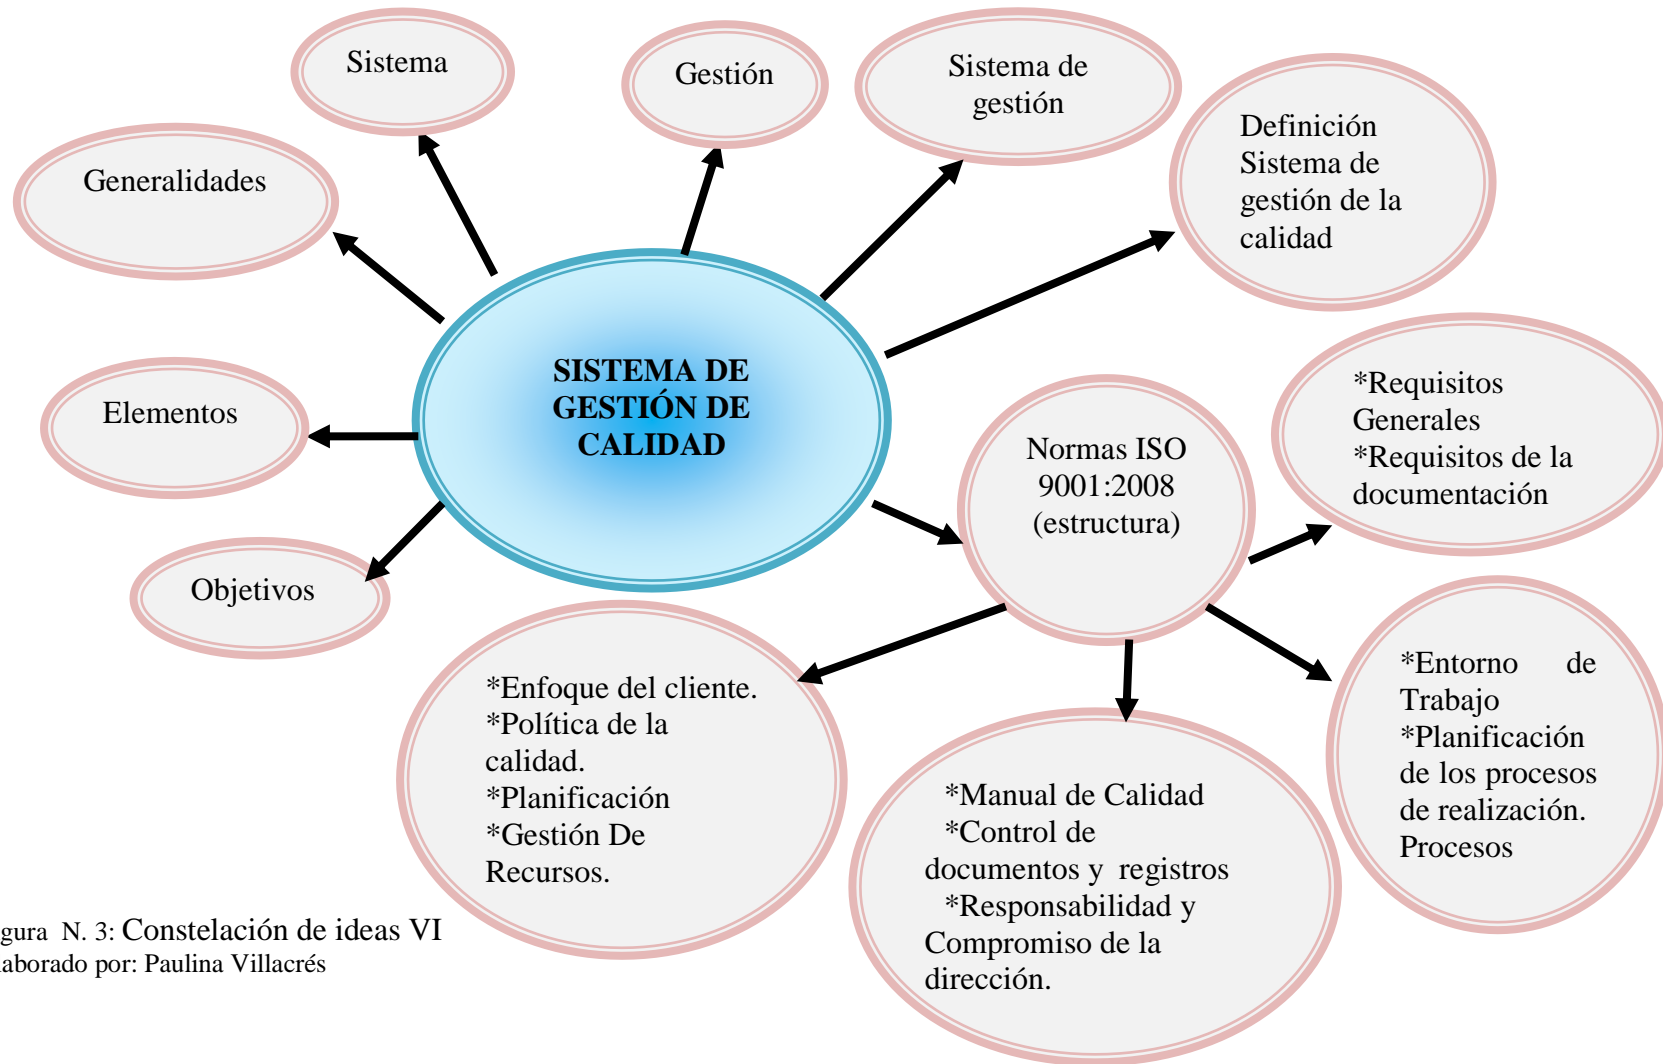 Sistema
Gestión
Sistema de
gestión
Definición
Sistema de
gestión de la
calidad
Generalidades
Elementos
Objetivos
SISTEMA DE
GESTIÓN DE
CALIDAD
Normas ISO
9001:2008
(estructura)
*Requisitos
Generales
*Requisitos de la
documentación
*Entorno de
Trabajo
*Planificación
de los procesos
de realización.
Procesos
*Enfoque del cliente.
*Política de la
calidad.
*Planificación
*Gestión De
Recursos.
*Manual de Calidad
*Control de
documentos y registros
*Responsabilidad y
Compromiso de la
dirección.
gura N. 3: Constelación de ideas VI
laborado por: Paulina Villacrés